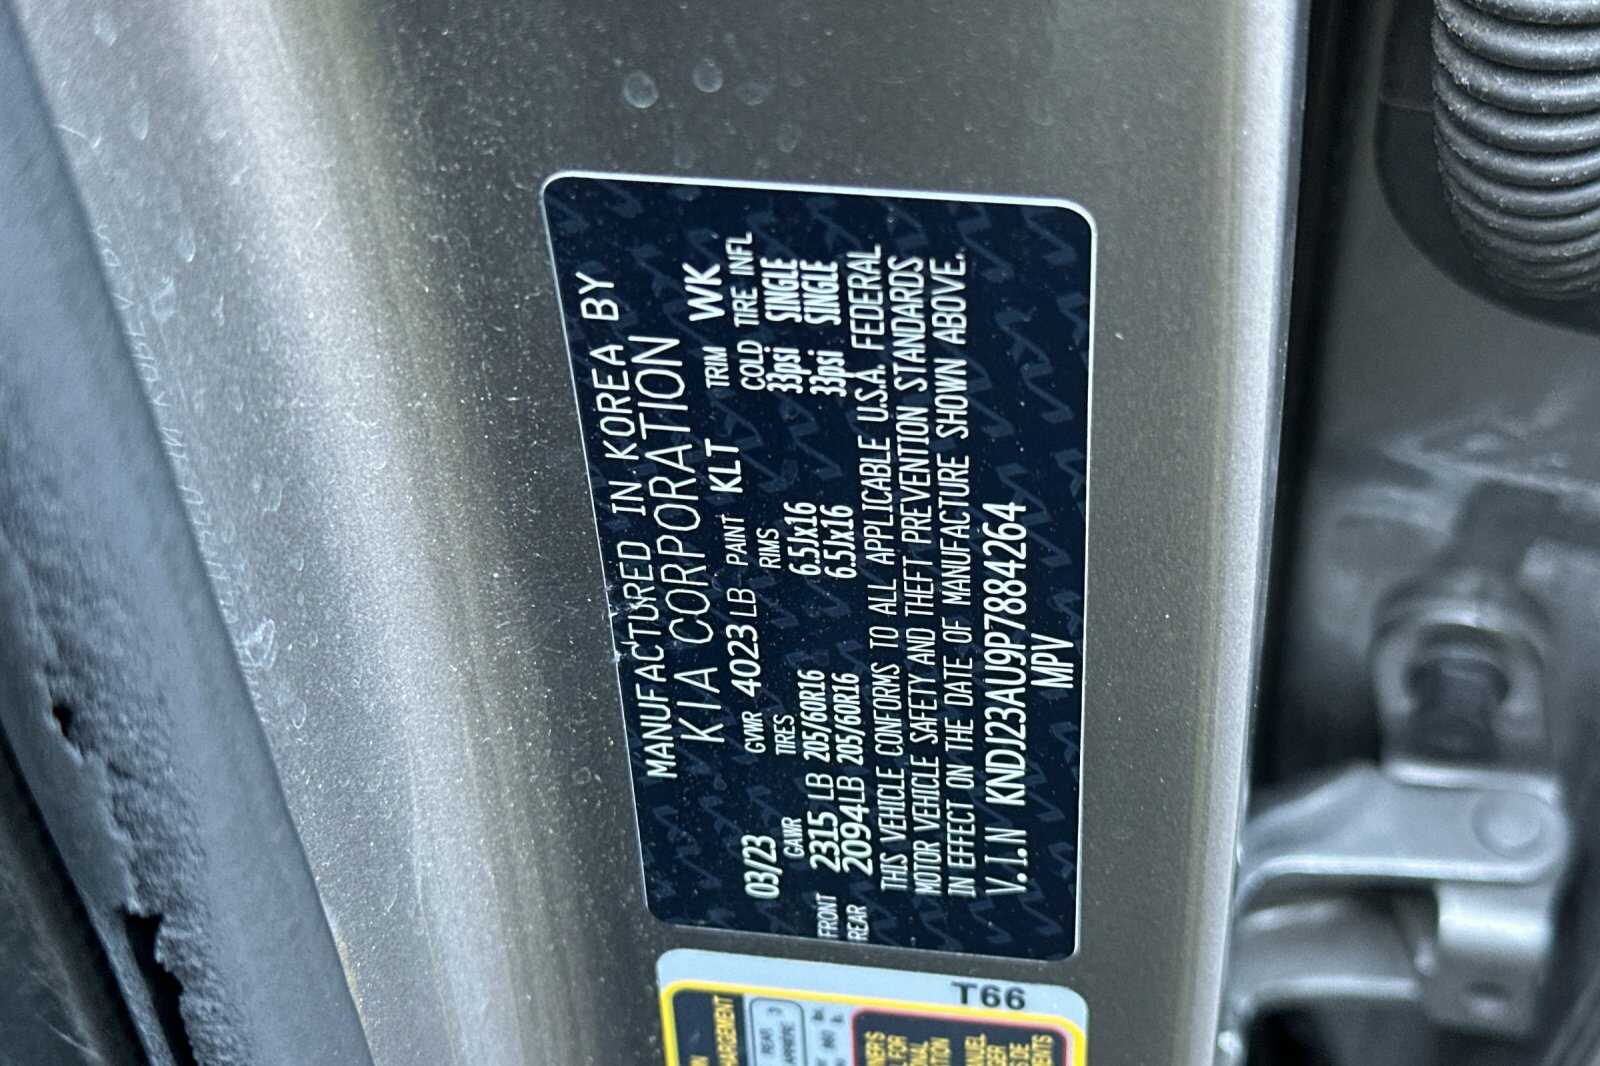 MANUFACTURED IN KOREA BY
KIA CORPORATION
03/23 GVWR 4023 LB PAINT KLT TRIM WK
GAWR TIRES RIMS COLD TIRE INFL
FRONT 2315 LB 205/60R16 6.5Jx16 33psi SINGLE
REAR 2094LB 205/60R16 6.5Jx16 33psi SINGLE
THIS VEHICLE CONFORMS TO ALL APPLICABLE U.S.A. FEDERAL
MOTOR VEHICLE SAFETY AND THEFT PREVENTION STANDARDS
IN EFFECT ON THE DATE OF MANUFACTURE SHOWN ABOVE.
V.I.N KNDJ23AU9P7884264
MPV
T66